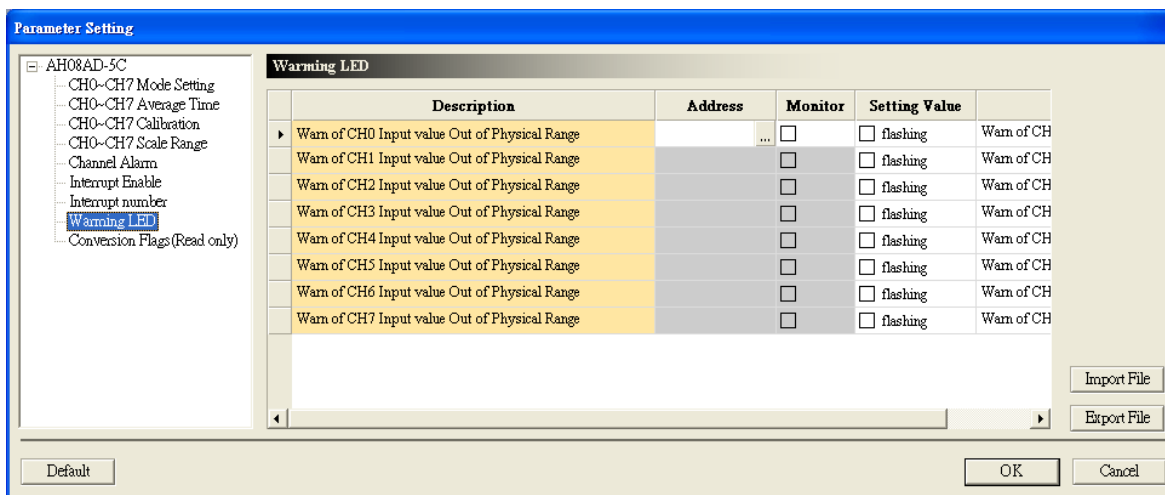 Parameter Setting
AH08AD-5C
CH0~CH7 Mode Setting
CH0~CH7 Average Time
CH0~CH7 Calibration
CH0~CH7 Scale Range
Channel Alarm
Interrupt Enable
Interrupt number
Warming LED
Conversion Flags(Read only)
Warming LED
Description Address Monitor Setting Value
Warn of CH0 Input value Out of Physical Range ... flashing Warn of CH
Warn of CH1 Input value Out of Physical Range flashing Warn of CH
Warn of CH2 Input value Out of Physical Range flashing Warn of CH
Warn of CH3 Input value Out of Physical Range flashing Warn of CH
Warn of CH4 Input value Out of Physical Range flashing Warn of CH
Warn of CH5 Input value Out of Physical Range flashing Warn of CH
Warn of CH6 Input value Out of Physical Range flashing Warn of CH
Warn of CH7 Input value Out of Physical Range flashing Warn of CH
Import File
Export File
Default OK Cancel